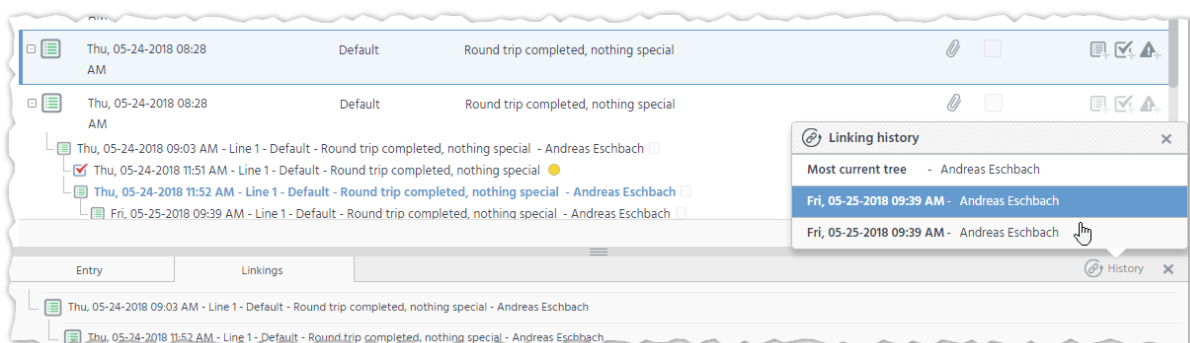 Thu, 05-24-2018 08:28 Default Round trip completed, nothing special
AM
Thu, 05-24-2018 08:28 Default Round trip completed, nothing special
AM
Thu, 05-24-2018 09:03 AM - Line 1 - Default - Round trip completed, nothing special - Andreas Eschbach
Thu, 05-24-2018 11:51 AM - Line 1 - Default - Round trip completed, nothing special
Thu, 05-24-2018 11:52 AM - Line 1 - Default - Round trip completed, nothing special - Andreas Eschbach
Fri, 05-25-2018 09:39 AM - Line 1 - Default - Round trip completed, nothing special - Andreas Eschbach
Linking history
Most current tree - Andreas Eschbach
Fri, 05-25-2018 09:39 AM - Andreas Eschbach
Fri, 05-25-2018 09:39 AM - Andreas Eschbach
Entry Linkings History
Thu, 05-24-2018 09:03 AM - Line 1 - Default - Round trip completed, nothing special - Andreas Eschbach
Thu, 05-24-2018 11:52 AM - Line 1 - Default - Round trip completed, nothing special - Andreas Eschbach